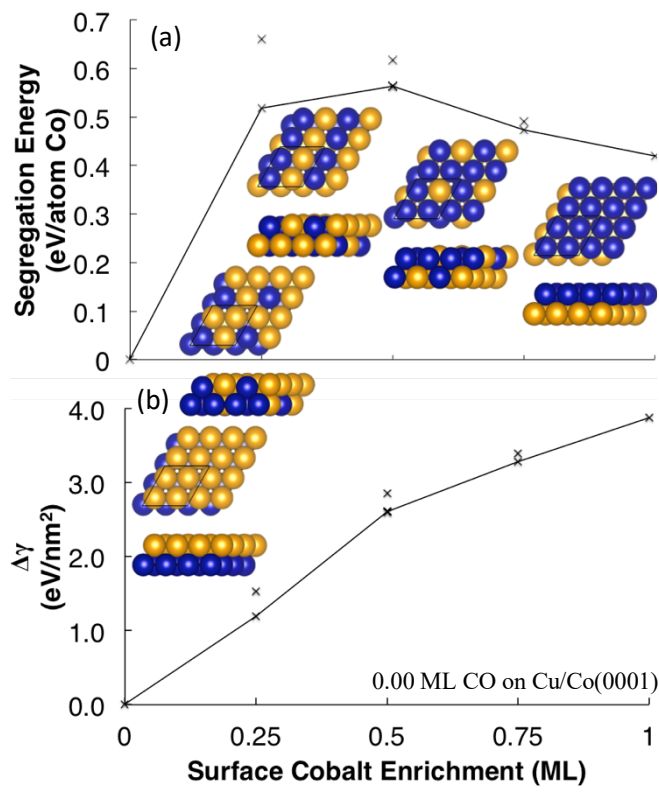 (a)
Segregation Energy
(eV/atom Co)
0.7
0.6
0.5
0.4
0.3
0.2
0.1
0
(b)
Δγ
(eV/nm²)
4.0
3.0
2.0
1.0
0.0
0.00 ML CO on Cu/Co(0001)
0 0.25 0.5 0.75 1
Surface Cobalt Enrichment (ML)